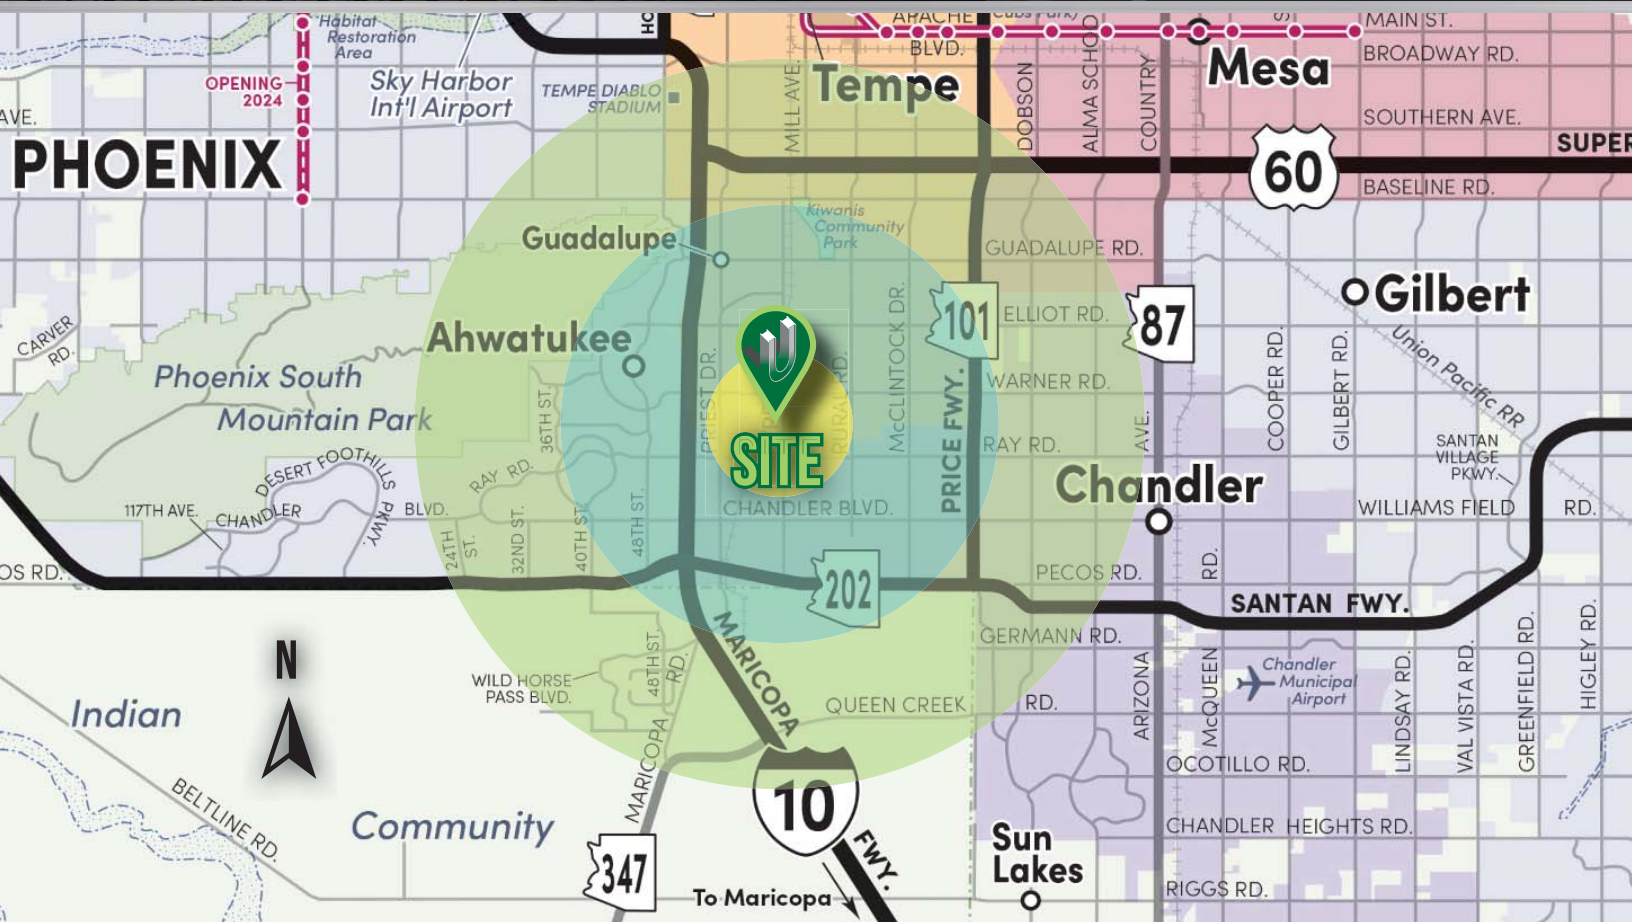 Habitat
Restoration
Area
APACHE
BLVD.
MAIN ST.
BROADWAY RD.
OPENING
2024
Sky Harbor
Int'l Airport
TEMPE DIABLO
STADIUM
MILL AVE.
Tempe
DOBSON
ALMA SCHOOL
COUNTRY
Mesa
AVE.
SOUTHERN AVE.
PHOENIX
60
SUPER
BASELINE RD.
Guadalupe
Kiwanis
Community
Park
GUADALUPE RD.
Gilbert
CARVER
RD.
Ahwatukee
101
ELLIOT RD.
87
Union Pacific RR
Phoenix South
Mountain Park
PRIEST DR.
RURAL RD.
McCLINTOCK DR.
PRICE FWY.
WARNER RD.
COOPER RD.
GILBERT RD.
36TH ST.
SITE
RAY RD.
AVE.
SANTAN
VILLAGE
PKWY.
DESERT FOOTHILLS
PKWY.
RAY RD.
Chandler
117TH AVE.
CHANDLER
BLVD.
CHANDLER BLVD.
WILLIAMS FIELD
RD.
24TH
ST.
32ND ST.
40TH ST.
48TH ST.
OS RD.
202
PECOS RD.
RD.
SANTAN FWY.
N
MARICOPA
GERMANN RD.
48TH ST.
WILD HORSE
PASS BLVD.
RD.
MARICOPA
QUEEN CREEK
RD.
ARIZONA
McQUEEN
Chandler
Municipal
Airport
LINDSAY RD.
VAL VISTA RD.
GREENFIELD RD.
HIGLEY RD.
Indian
OCOTILLO RD.
BELTLINE RD.
10
Community
CHANDLER HEIGHTS RD.
Sun
Lakes
347
FWY.
To Maricopa
RIGGS RD.